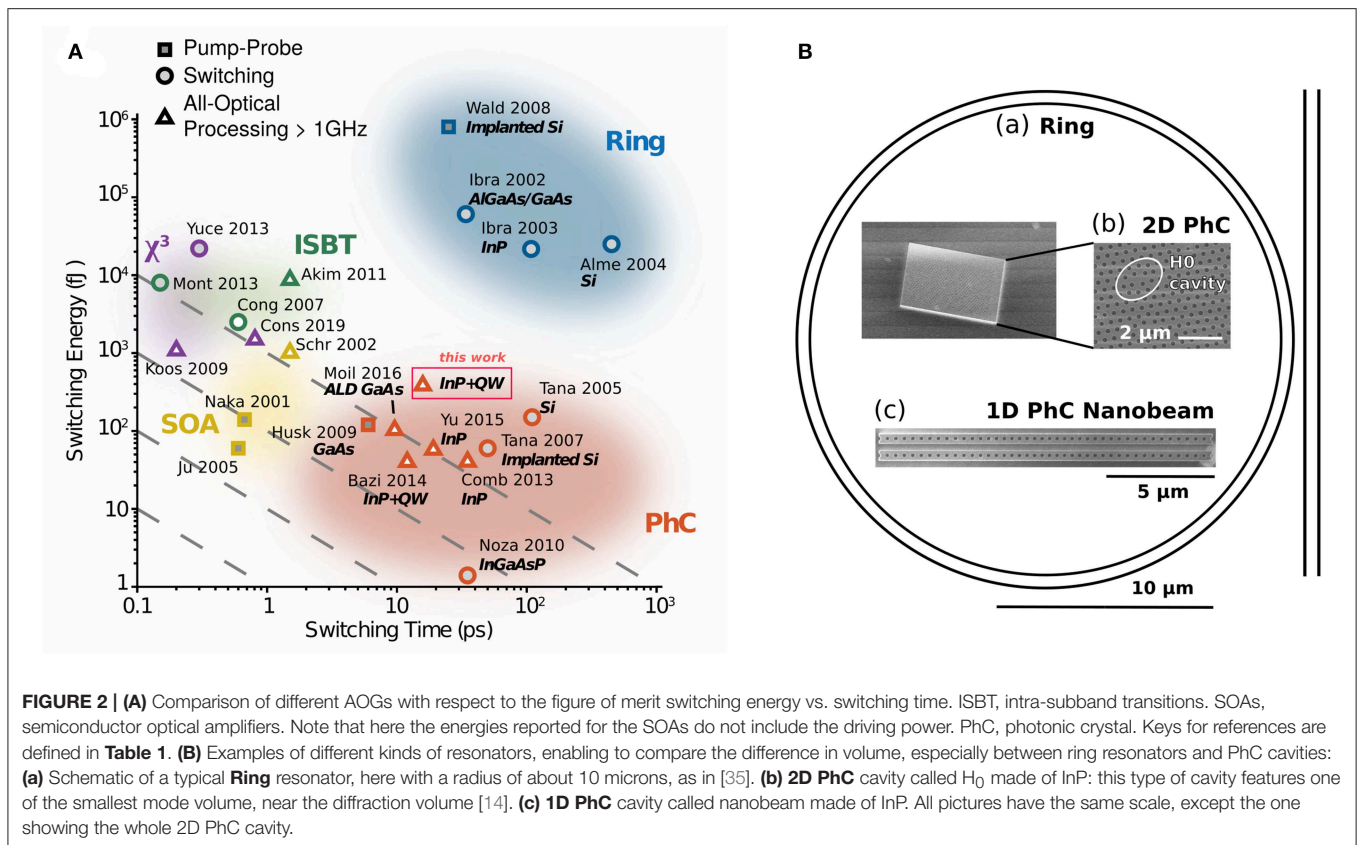 A
Pump-Probe
Switching
All-Optical
Processing > 1GHz
Switching Energy (fJ)
10⁶
10⁵
10⁴
10³
10²
10
1
0.1
1
10
10²
10³
Switching Time (ps)
Wald 2008
Implanted Si
Ring
Ibra 2002
AlGaAs/GaAs
Ibra 2003
InP
Alme 2004
Si
Yuce 2013
χ³
ISBT
Mont 2013
Akim 2011
Cong 2007
Cons 2019
Schr 2002
Koos 2009
this work
InP+QW
Moil 2016
ALD GaAs
Tana 2005
Si
Naka 2001
SOA
Husk 2009
GaAs
Yu 2015
InP
Tana 2007
Implanted Si
Ju 2005
Bazi 2014
InP+QW
Comb 2013
InP
PhC
Noza 2010
InGaAsP
B
(a) Ring
(b) 2D PhC
H0
cavity
2 µm
(c) 1D PhC Nanobeam
5 µm
10 µm
FIGURE 2 | (A) Comparison of different AOGs with respect to the figure of merit switching energy vs. switching time. ISBT, intra-subband transitions. SOAs,
semiconductor optical amplifiers. Note that here the energies reported for the SOAs do not include the driving power. PhC, photonic crystal. Keys for references are
defined in Table 1. (B) Examples of different kinds of resonators, enabling to compare the difference in volume, especially between ring resonators and PhC cavities:
(a) Schematic of a typical Ring resonator, here with a radius of about 10 microns, as in [35]. (b) 2D PhC cavity called H₀ made of InP: this type of cavity features one
of the smallest mode volume, near the diffraction volume [14]. (c) 1D PhC cavity called nanobeam made of InP. All pictures have the same scale, except the one
showing the whole 2D PhC cavity.